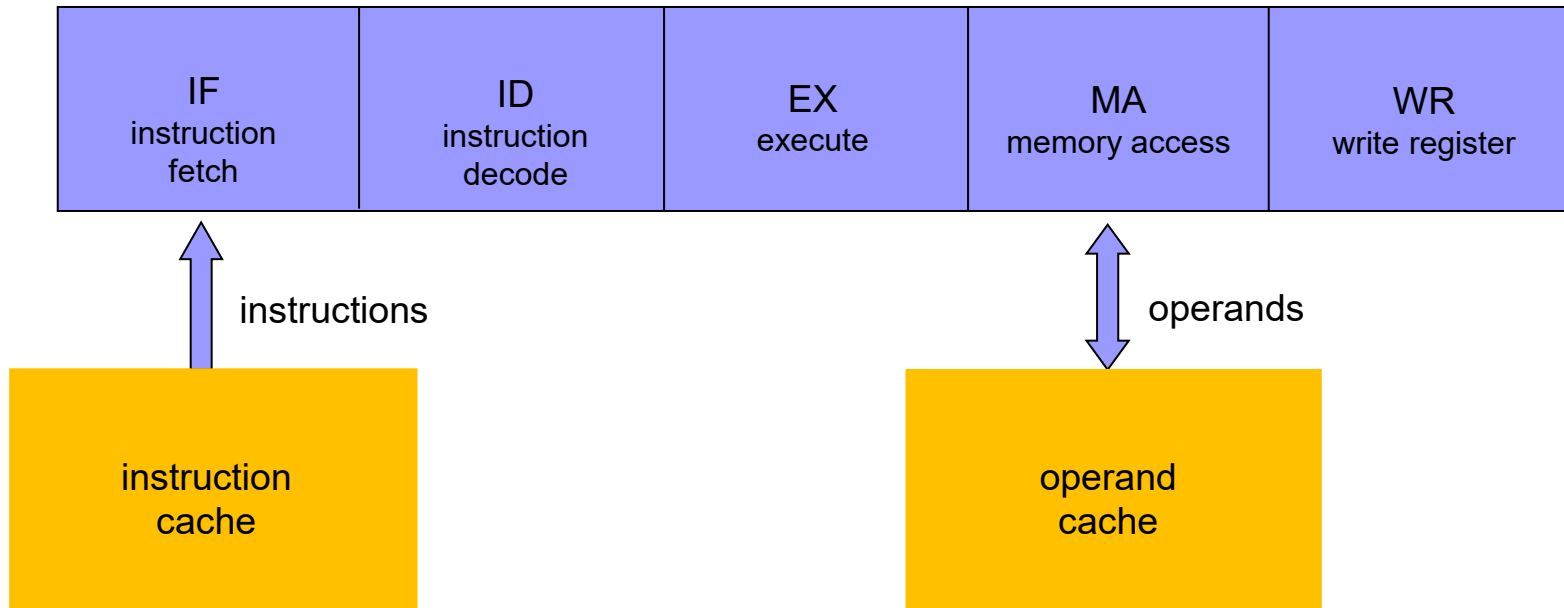 IF
instruction
fetch
ID
instruction
decode
EX
execute
MA
memory access
WR
write register
instructions
operands
instruction
cache
operand
cache